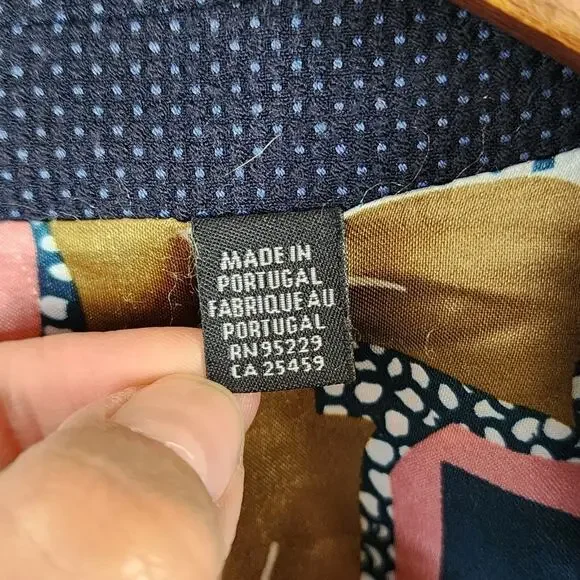 MADE IN
PORTUGAL
FABRIQUE AU
PORTUGAL
RN 95229
CA 25459